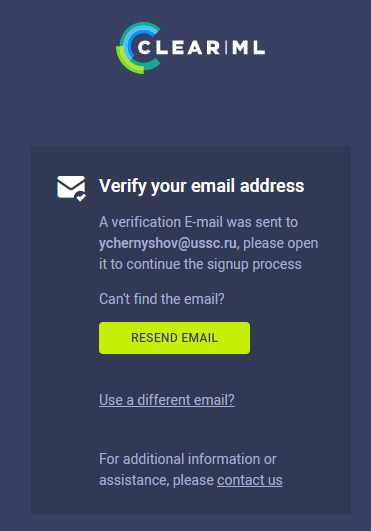 CLEAR|ML
Verify your email address
A verification E-mail was sent to
ychernyshov@ussc.ru, please open
it to continue the signup process
Can't find the email?
RESEND EMAIL
Use a different email?
For additional information or
assistance, please contact us